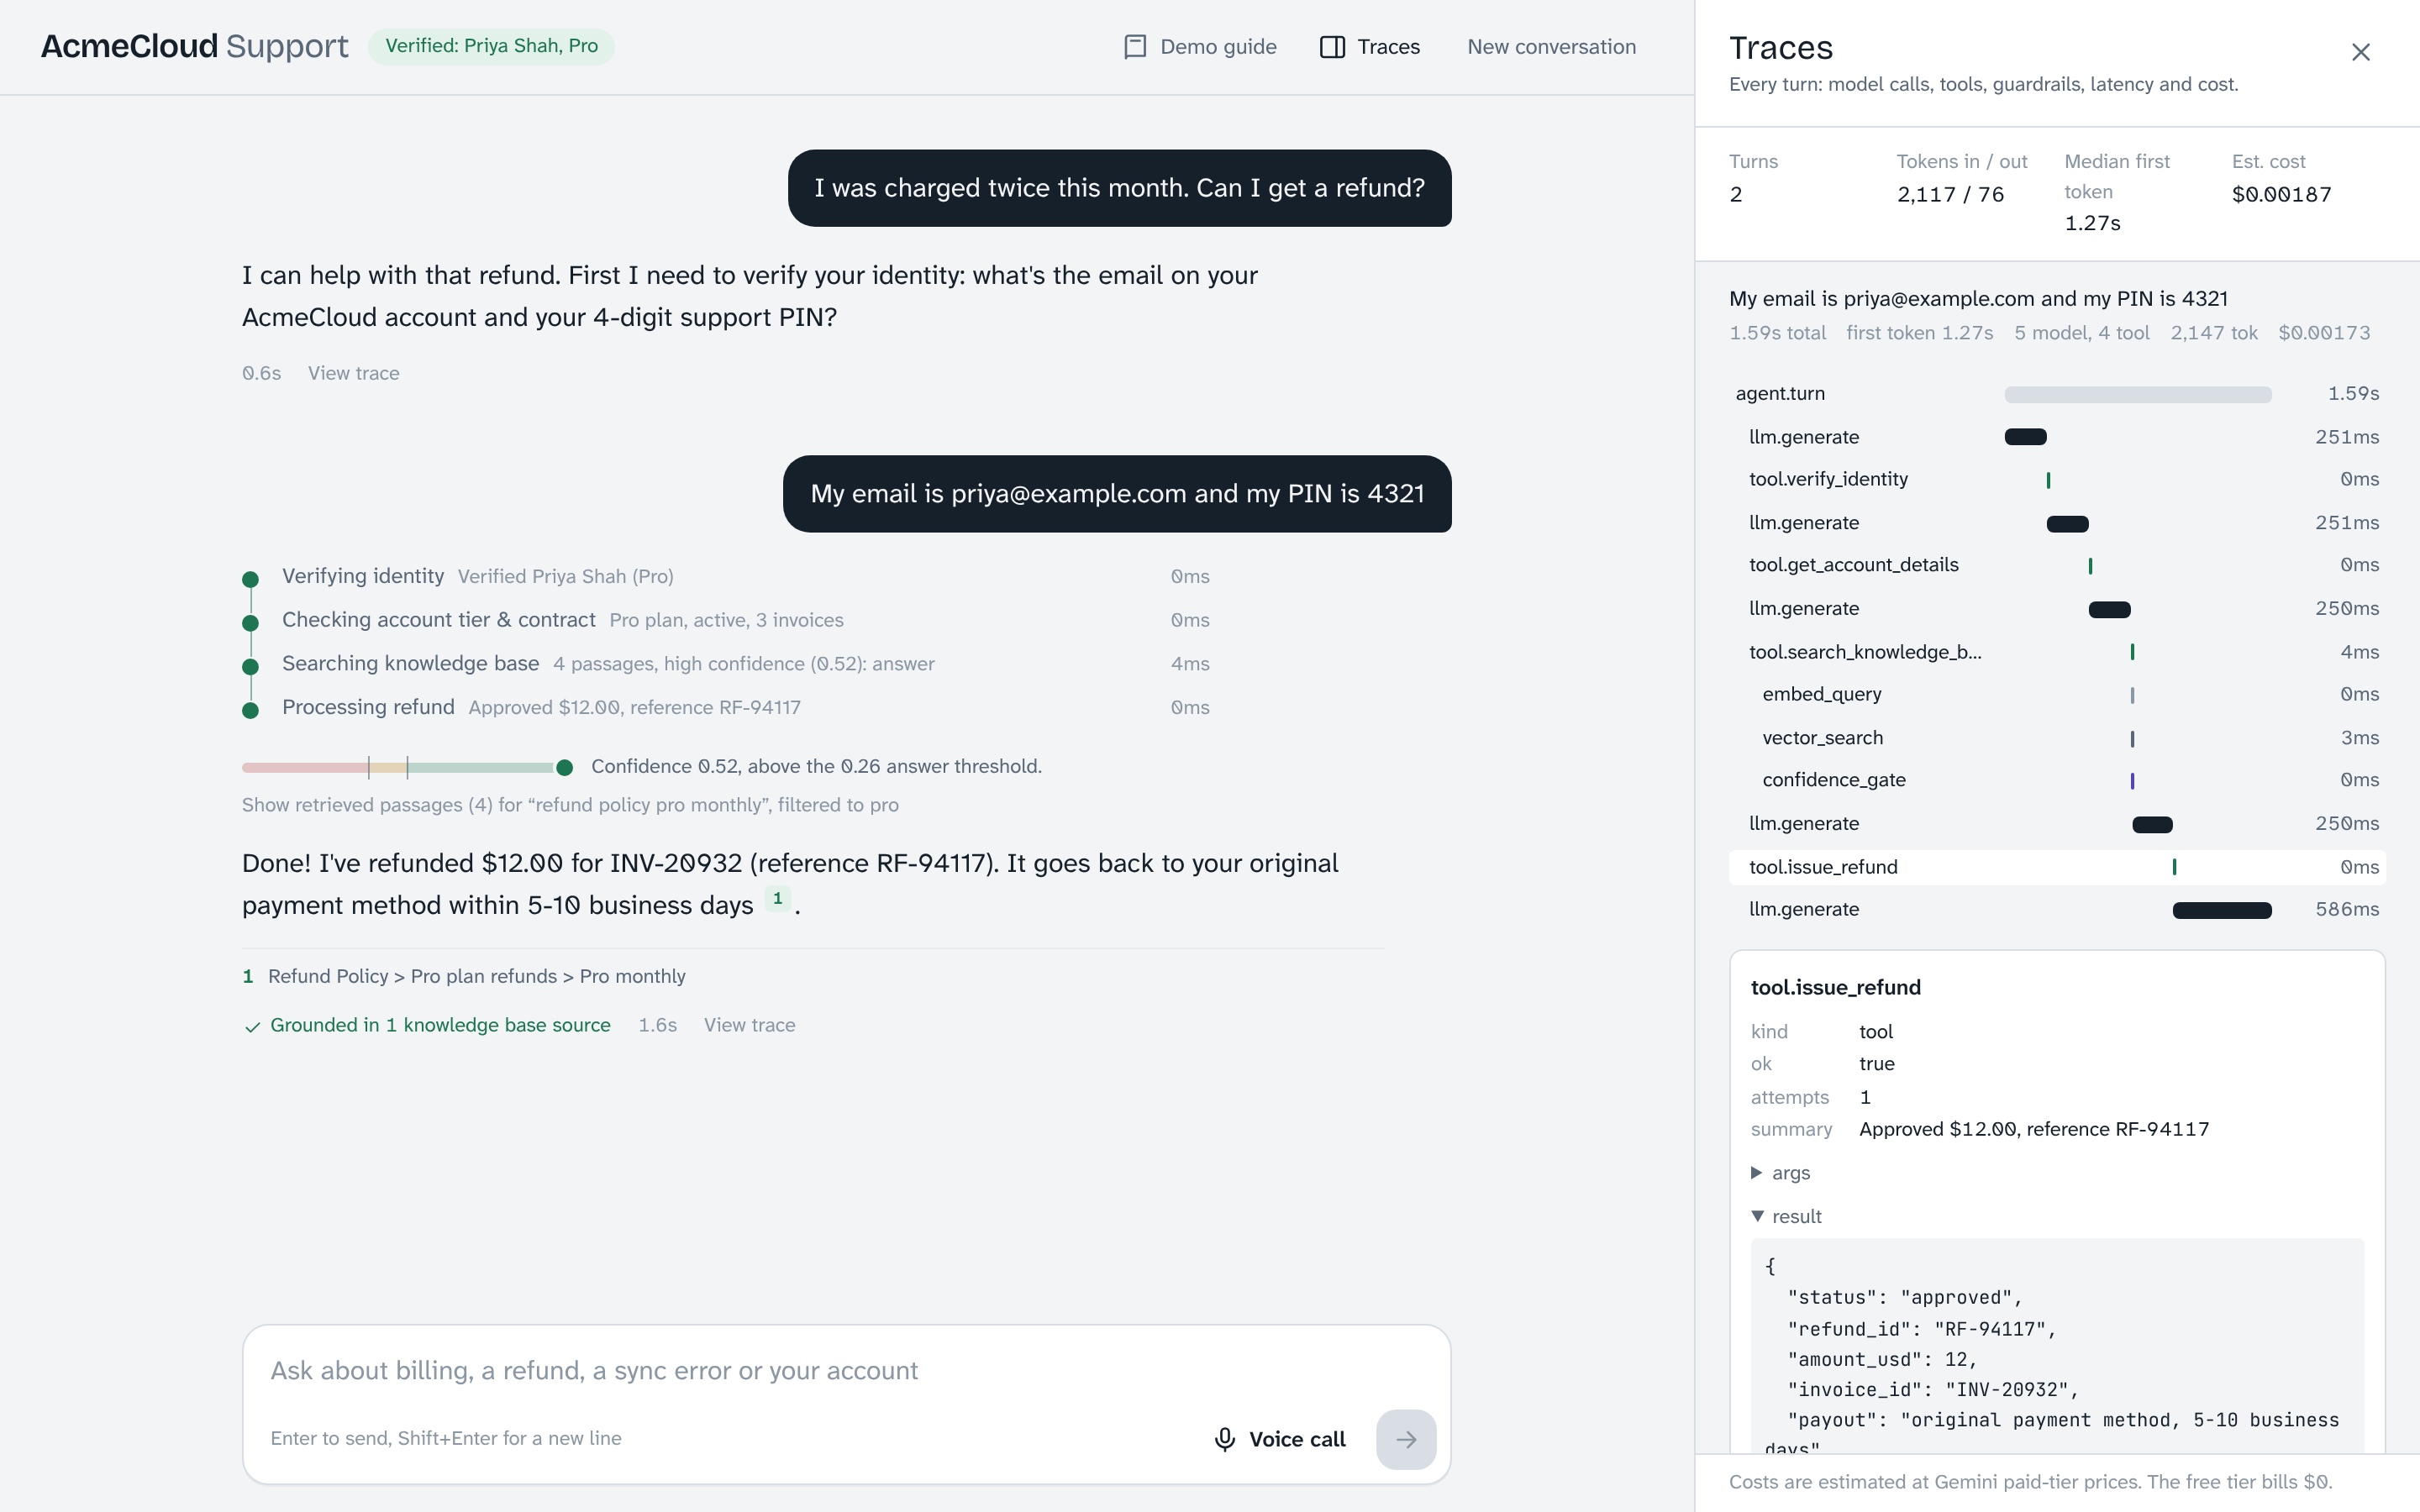 AcmeCloud Support
Verified: Priya Shah, Pro
Demo guide
Traces
New conversation
I was charged twice this month. Can I get a refund?
I can help with that refund. First I need to verify your identity: what's the email on your
AcmeCloud account and your 4-digit support PIN?
0.6s View trace
My email is priya@example.com and my PIN is 4321
Verifying identity Verified Priya Shah (Pro) 0ms
Checking account tier & contract Pro plan, active, 3 invoices 0ms
Searching knowledge base 4 passages, high confidence (0.52): answer 4ms
Processing refund Approved $12.00, reference RF-94117 0ms
Confidence 0.52, above the 0.26 answer threshold.
Show retrieved passages (4) for “refund policy pro monthly”, filtered to pro
Done! I've refunded $12.00 for INV-20932 (reference RF-94117). It goes back to your original
payment method within 5-10 business days 1 .
1 Refund Policy > Pro plan refunds > Pro monthly
Grounded in 1 knowledge base source 1.6s View trace
Ask about billing, a refund, a sync error or your account
Enter to send, Shift+Enter for a new line
Voice call
Traces
Every turn: model calls, tools, guardrails, latency and cost.
Turns
2
Tokens in / out
2,117 / 76
Median first
token
1.27s
Est. cost
$0.00187
My email is priya@example.com and my PIN is 4321
1.59s total first token 1.27s 5 model, 4 tool 2,147 tok $0.00173
agent.turn 1.59s
llm.generate 251ms
tool.verify_identity 0ms
llm.generate 251ms
tool.get_account_details 0ms
llm.generate 250ms
tool.search_knowledge_b... 4ms
embed_query 0ms
vector_search 3ms
confidence_gate 0ms
llm.generate 250ms
tool.issue_refund 0ms
llm.generate 586ms
tool.issue_refund
kind tool
ok true
attempts 1
summary Approved $12.00, reference RF-94117
args
result
{
"status": "approved",
"refund_id": "RF-94117",
"amount_usd": 12,
"invoice_id": "INV-20932",
"payout": "original payment method, 5-10 business
days"
Costs are estimated at Gemini paid-tier prices. The free tier bills $0.